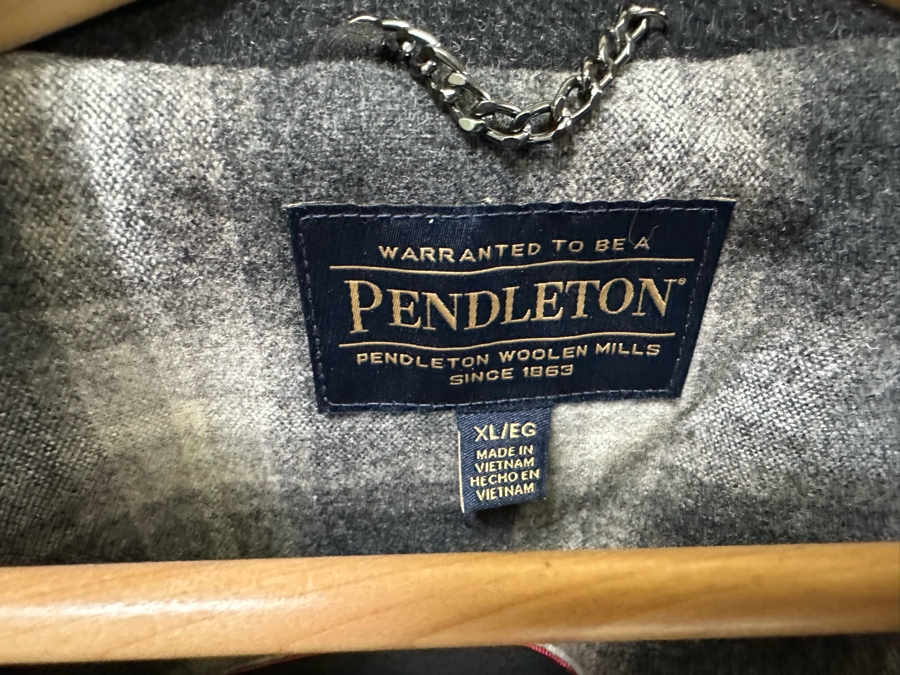 WARRANTED TO BE A
PENDLETON®
PENDLETON WOOLEN MILLS
SINCE 1863
XL/EG
MADE IN
VIETNAM
HECHO EN
VIETNAM